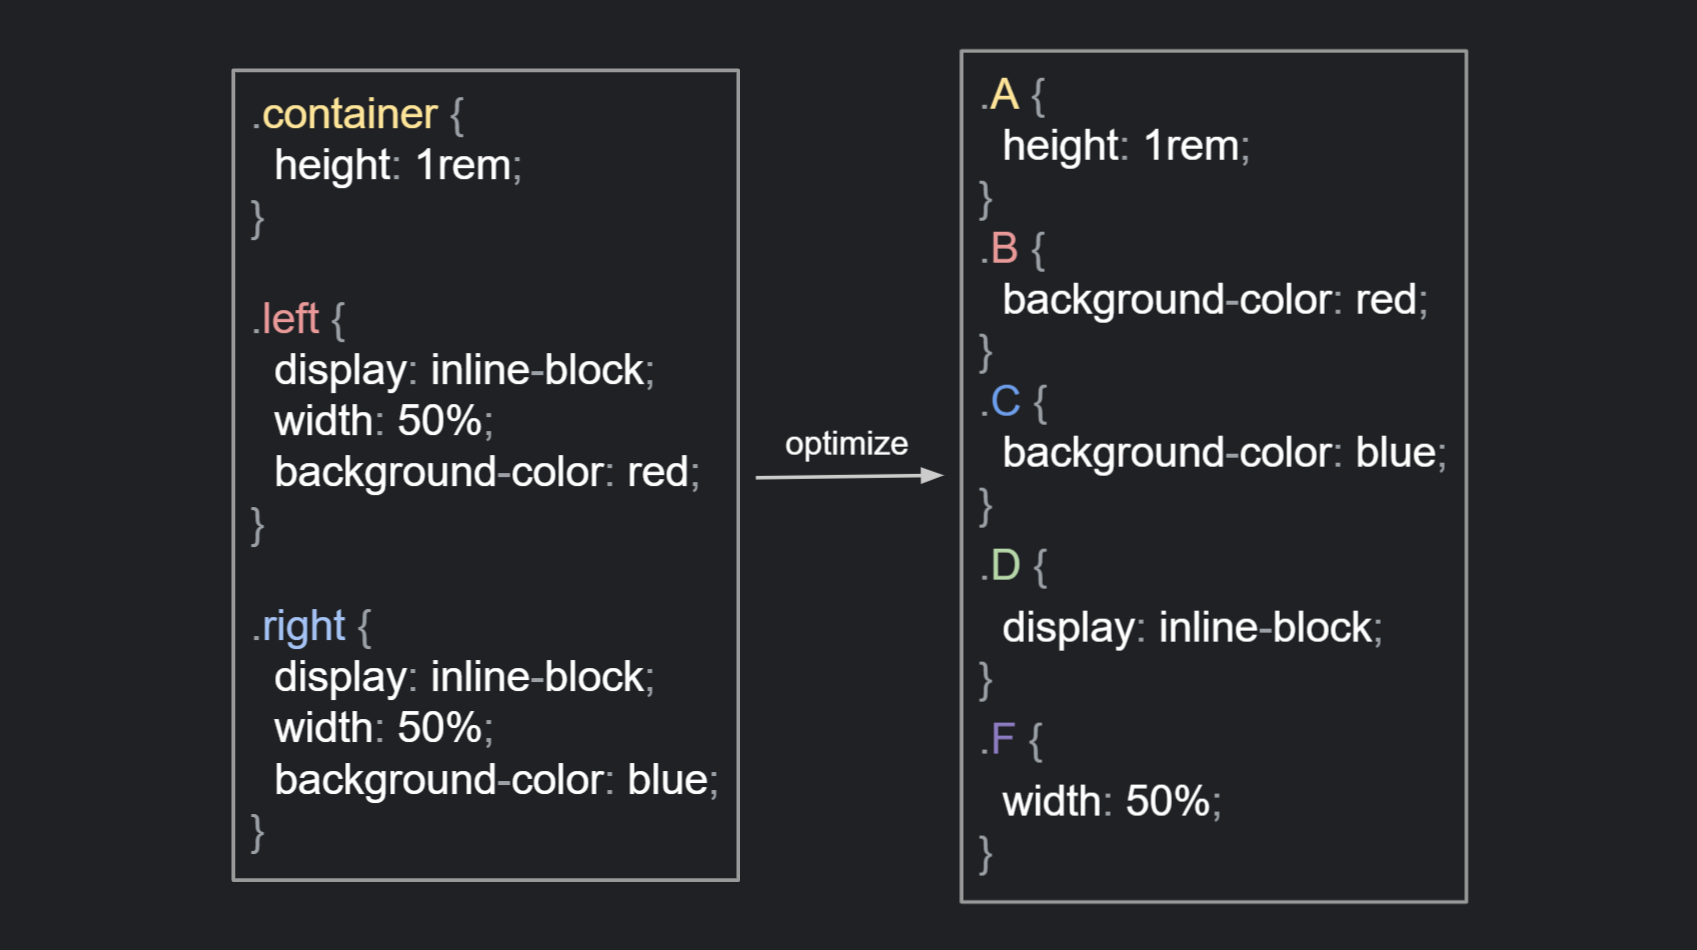 .container {
height: 1rem;
}
.left {
display: inline-block;
width: 50%;
background-color: red;
}
.right {
display: inline-block;
width: 50%;
background-color: blue;
}
optimize
.A {
height: 1rem;
}
.B {
background-color: red;
}
.C {
background-color: blue;
}
.D {
display: inline-block;
}
.F {
width: 50%;
}